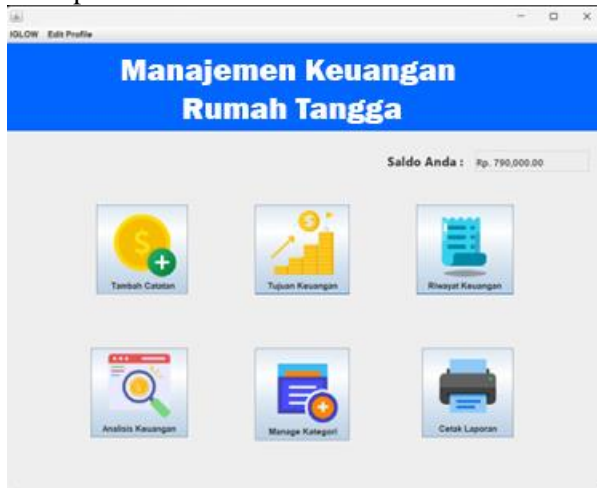 IGLOW Edit Profile
Manajemen Keuangan
Rumah Tangga
Saldo Anda : Rp. 790,000.00
Tambah Catatan Tujuan Keuangan Riwayat Keuangan
Analisis Keuangan Manage Kategori Cetak Laporan